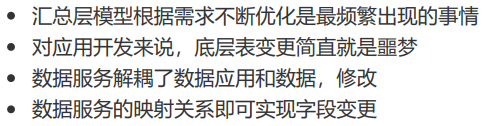 • 汇总层模型根据需求不断优化是最频繁出现的事情
• 对应用开发来说，底层表变更简直就是噩梦
• 数据服务解耦了数据应用和数据，修改
• 数据服务的映射关系即可实现字段变更